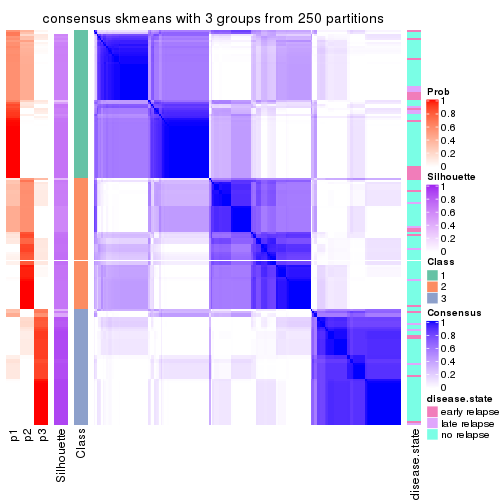 consensus skmeans with 3 groups from 250 partitions
Prob
1
0.8
0.6
0.4
0.2
0
Silhouette
1
0.8
0.6
0.4
0.2
0
Class
1
2
3
Consensus
1
0.8
0.6
0.4
0.2
0
disease.state
early relapse
late relapse
no relapse
p1
p2
p3
Silhouette
Class
disease.state